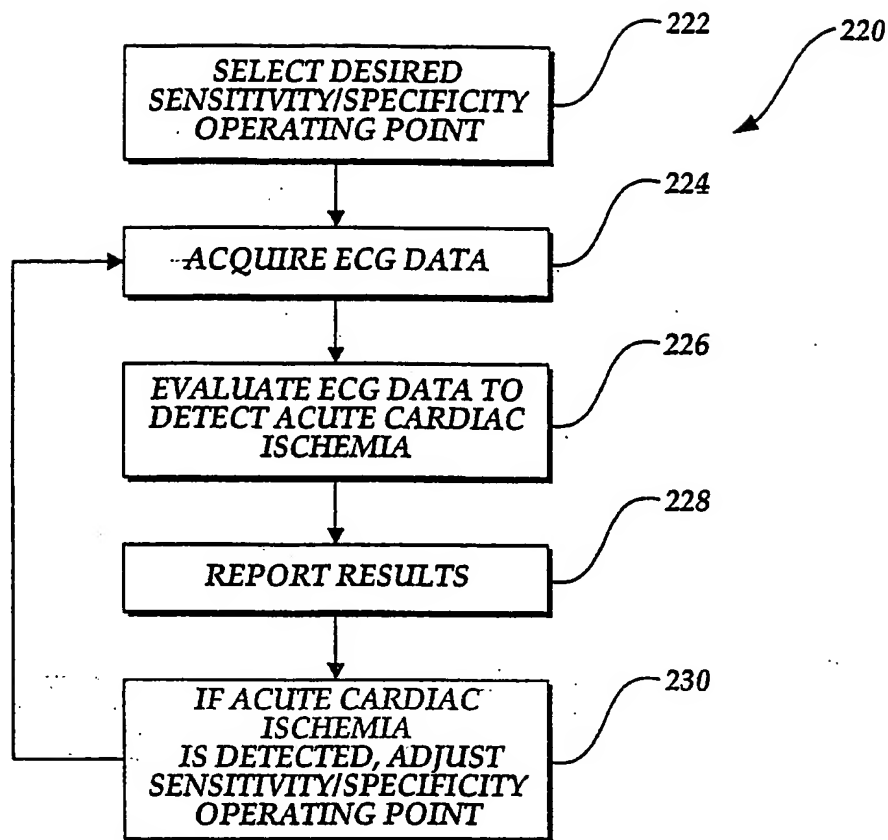 222
220
SELECT DESIRED
SENSITIVITY/SPECIFICITY
OPERATING POINT
224
ACQUIRE ECG DATA
226
EVALUATE ECG DATA TO
DETECT ACUTE CARDIAC
ISCHEMIA
228
REPORT RESULTS
230
IF ACUTE CARDIAC
ISCHEMIA
IS DETECTED, ADJUST
SENSITIVITY/SPECIFICITY
OPERATING POINT